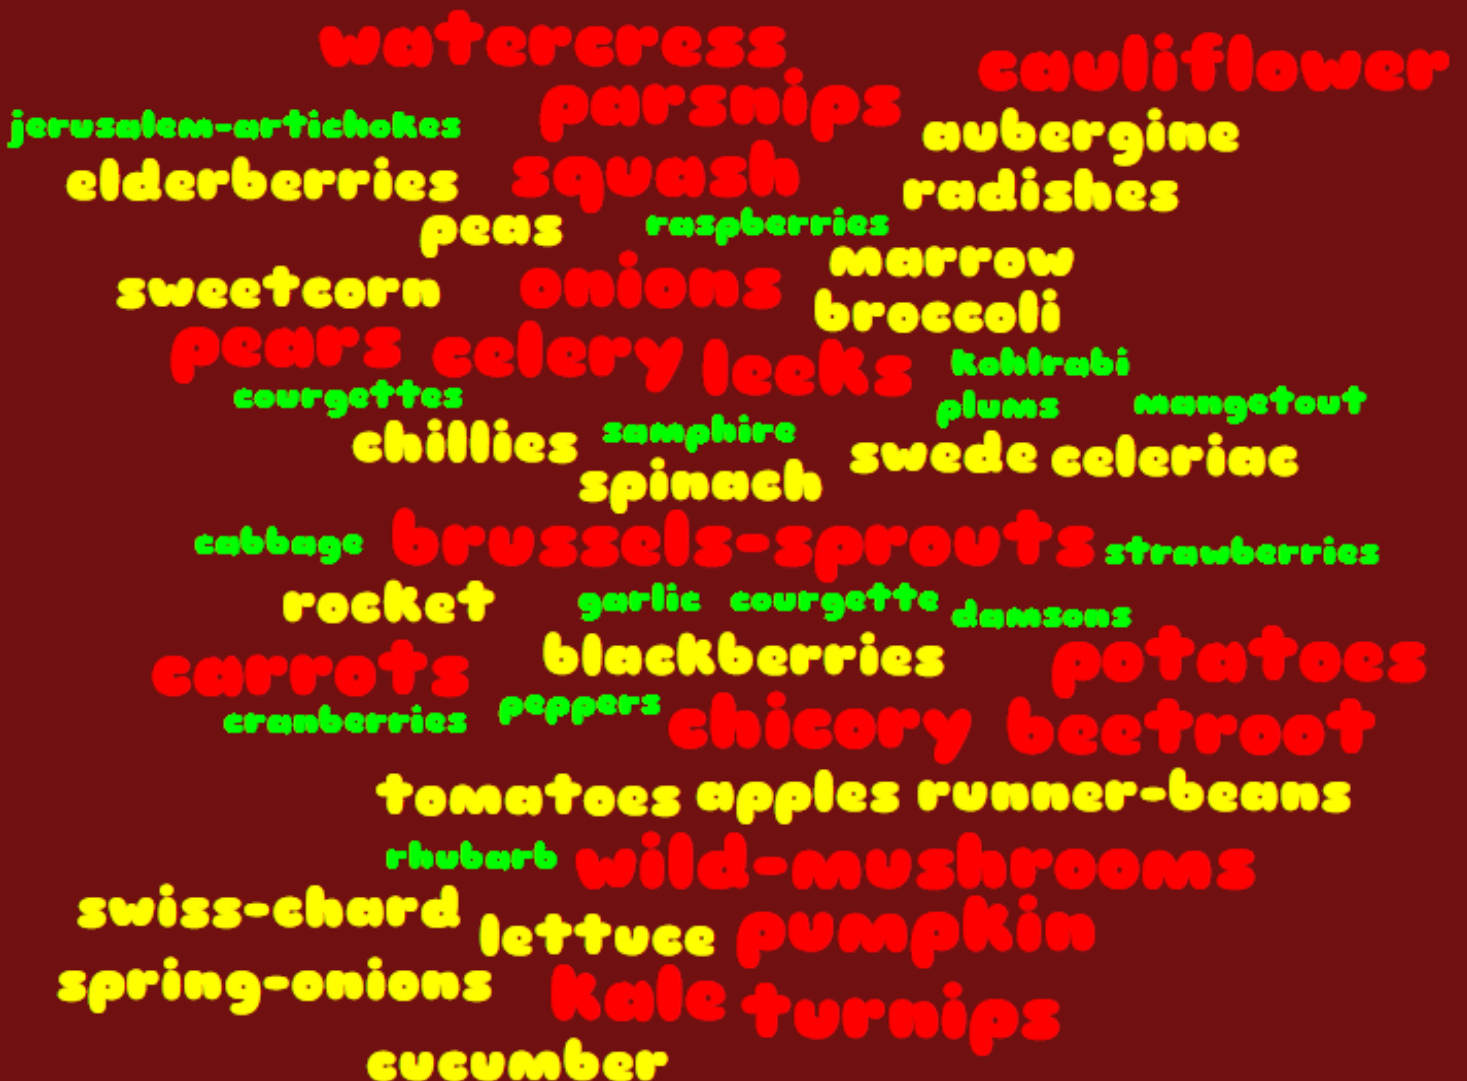 watercress
cauliflower
parsnips
jerusalem-artichokes
aubergine
elderberries
squash
radishes
peas
raspberries
marrow
sweetcorn
onions
broccoli
pears celery leeks
kohlrabi
courgettes
plums
mangetout
chillies
samphire
swede celeriac
spinach
cabbage
brussels-sprouts
strawberries
rocket
garlic courgette
damsons
blackberries
potatoes
carrots
cranberries
peppers
chicory beetroot
tomatoes apples runner-beans
rhubarb
wild-mushrooms
swiss-chard
lettuce
pumpkin
spring-onions
kale turnips
cucumber